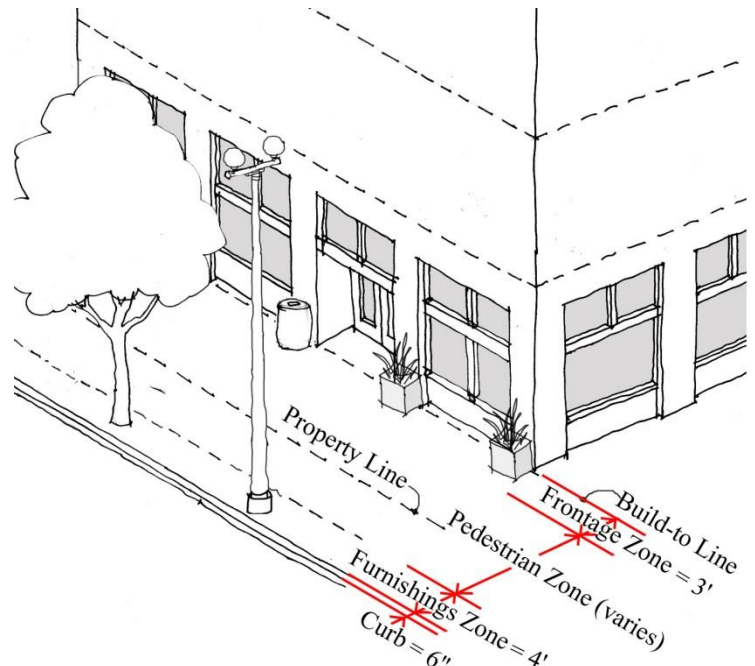 Property Line
Build-to Line
Frontage Zone = 3'
Pedestrian Zone (varies)
Furnishings Zone = 4'
Curb = 6"